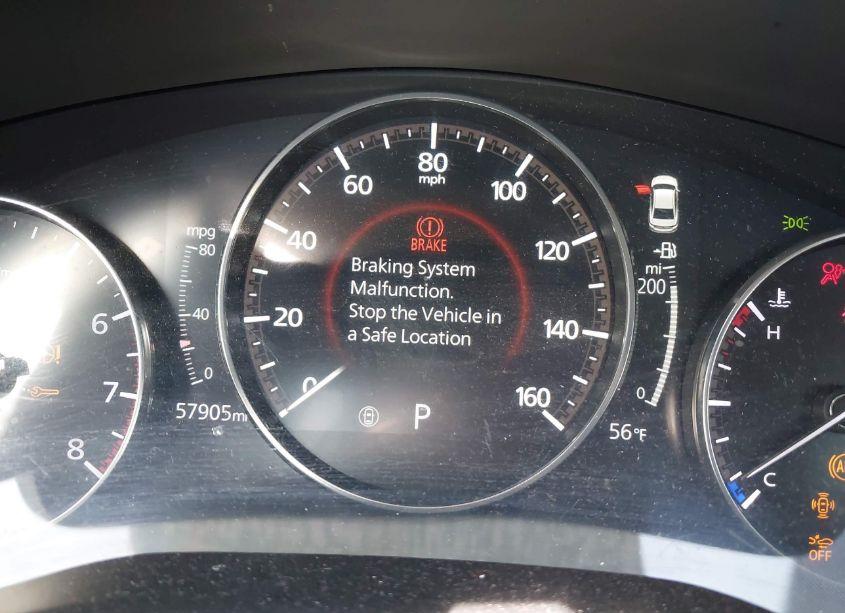 80
mph
60
100
mpg
80
40
BRAKE
120
mi
200
Braking System
Malfunction.
Stop the Vehicle in
a Safe Location
6
40
20
140
H
7
0
0
160
0
57905mi
P
56°F
8
C
OFF